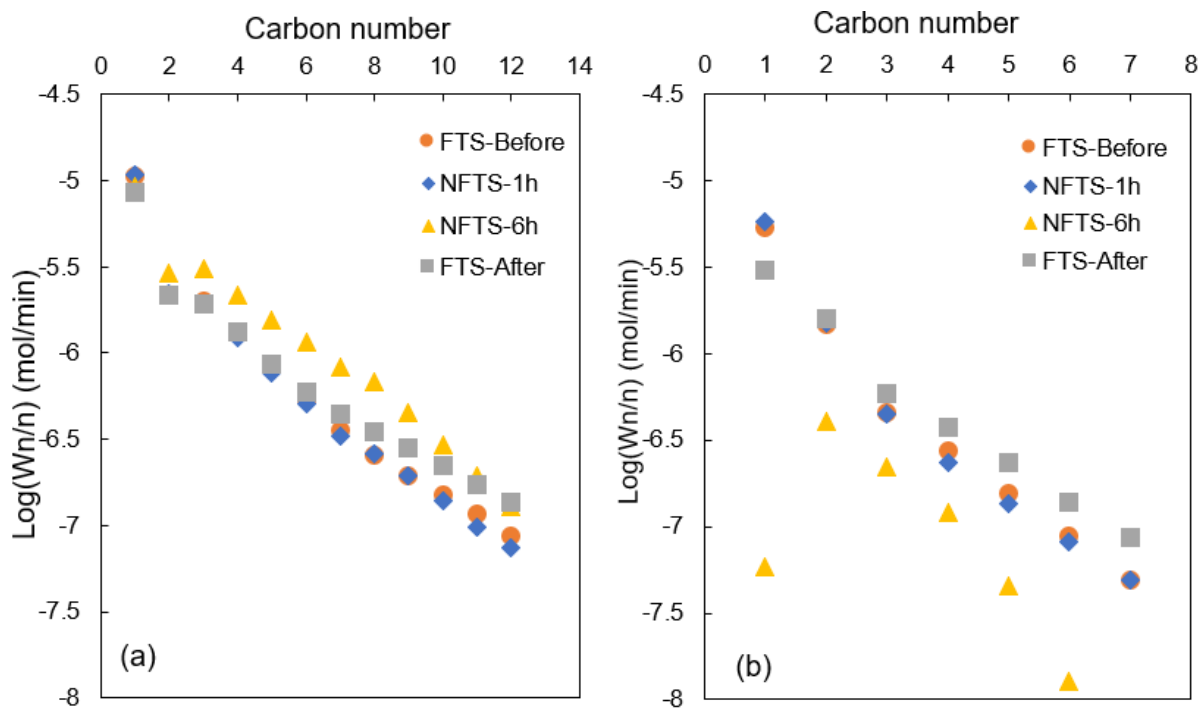 Carbon number
0 2 4 6 8 10 12 14
-4.5
-5
-5.5
-6
-6.5
-7
-7.5
-8
Log(Wn/n) (mol/min)
FTS-Before
NFTS-1h
NFTS-6h
FTS-After
(a)
Carbon number
0 1 2 3 4 5 6 7 8
-4.5
-5
-5.5
-6
-6.5
-7
-7.5
-8
Log(Wn/n) (mol/min)
FTS-Before
NFTS-1h
NFTS-6h
FTS-After
(b)